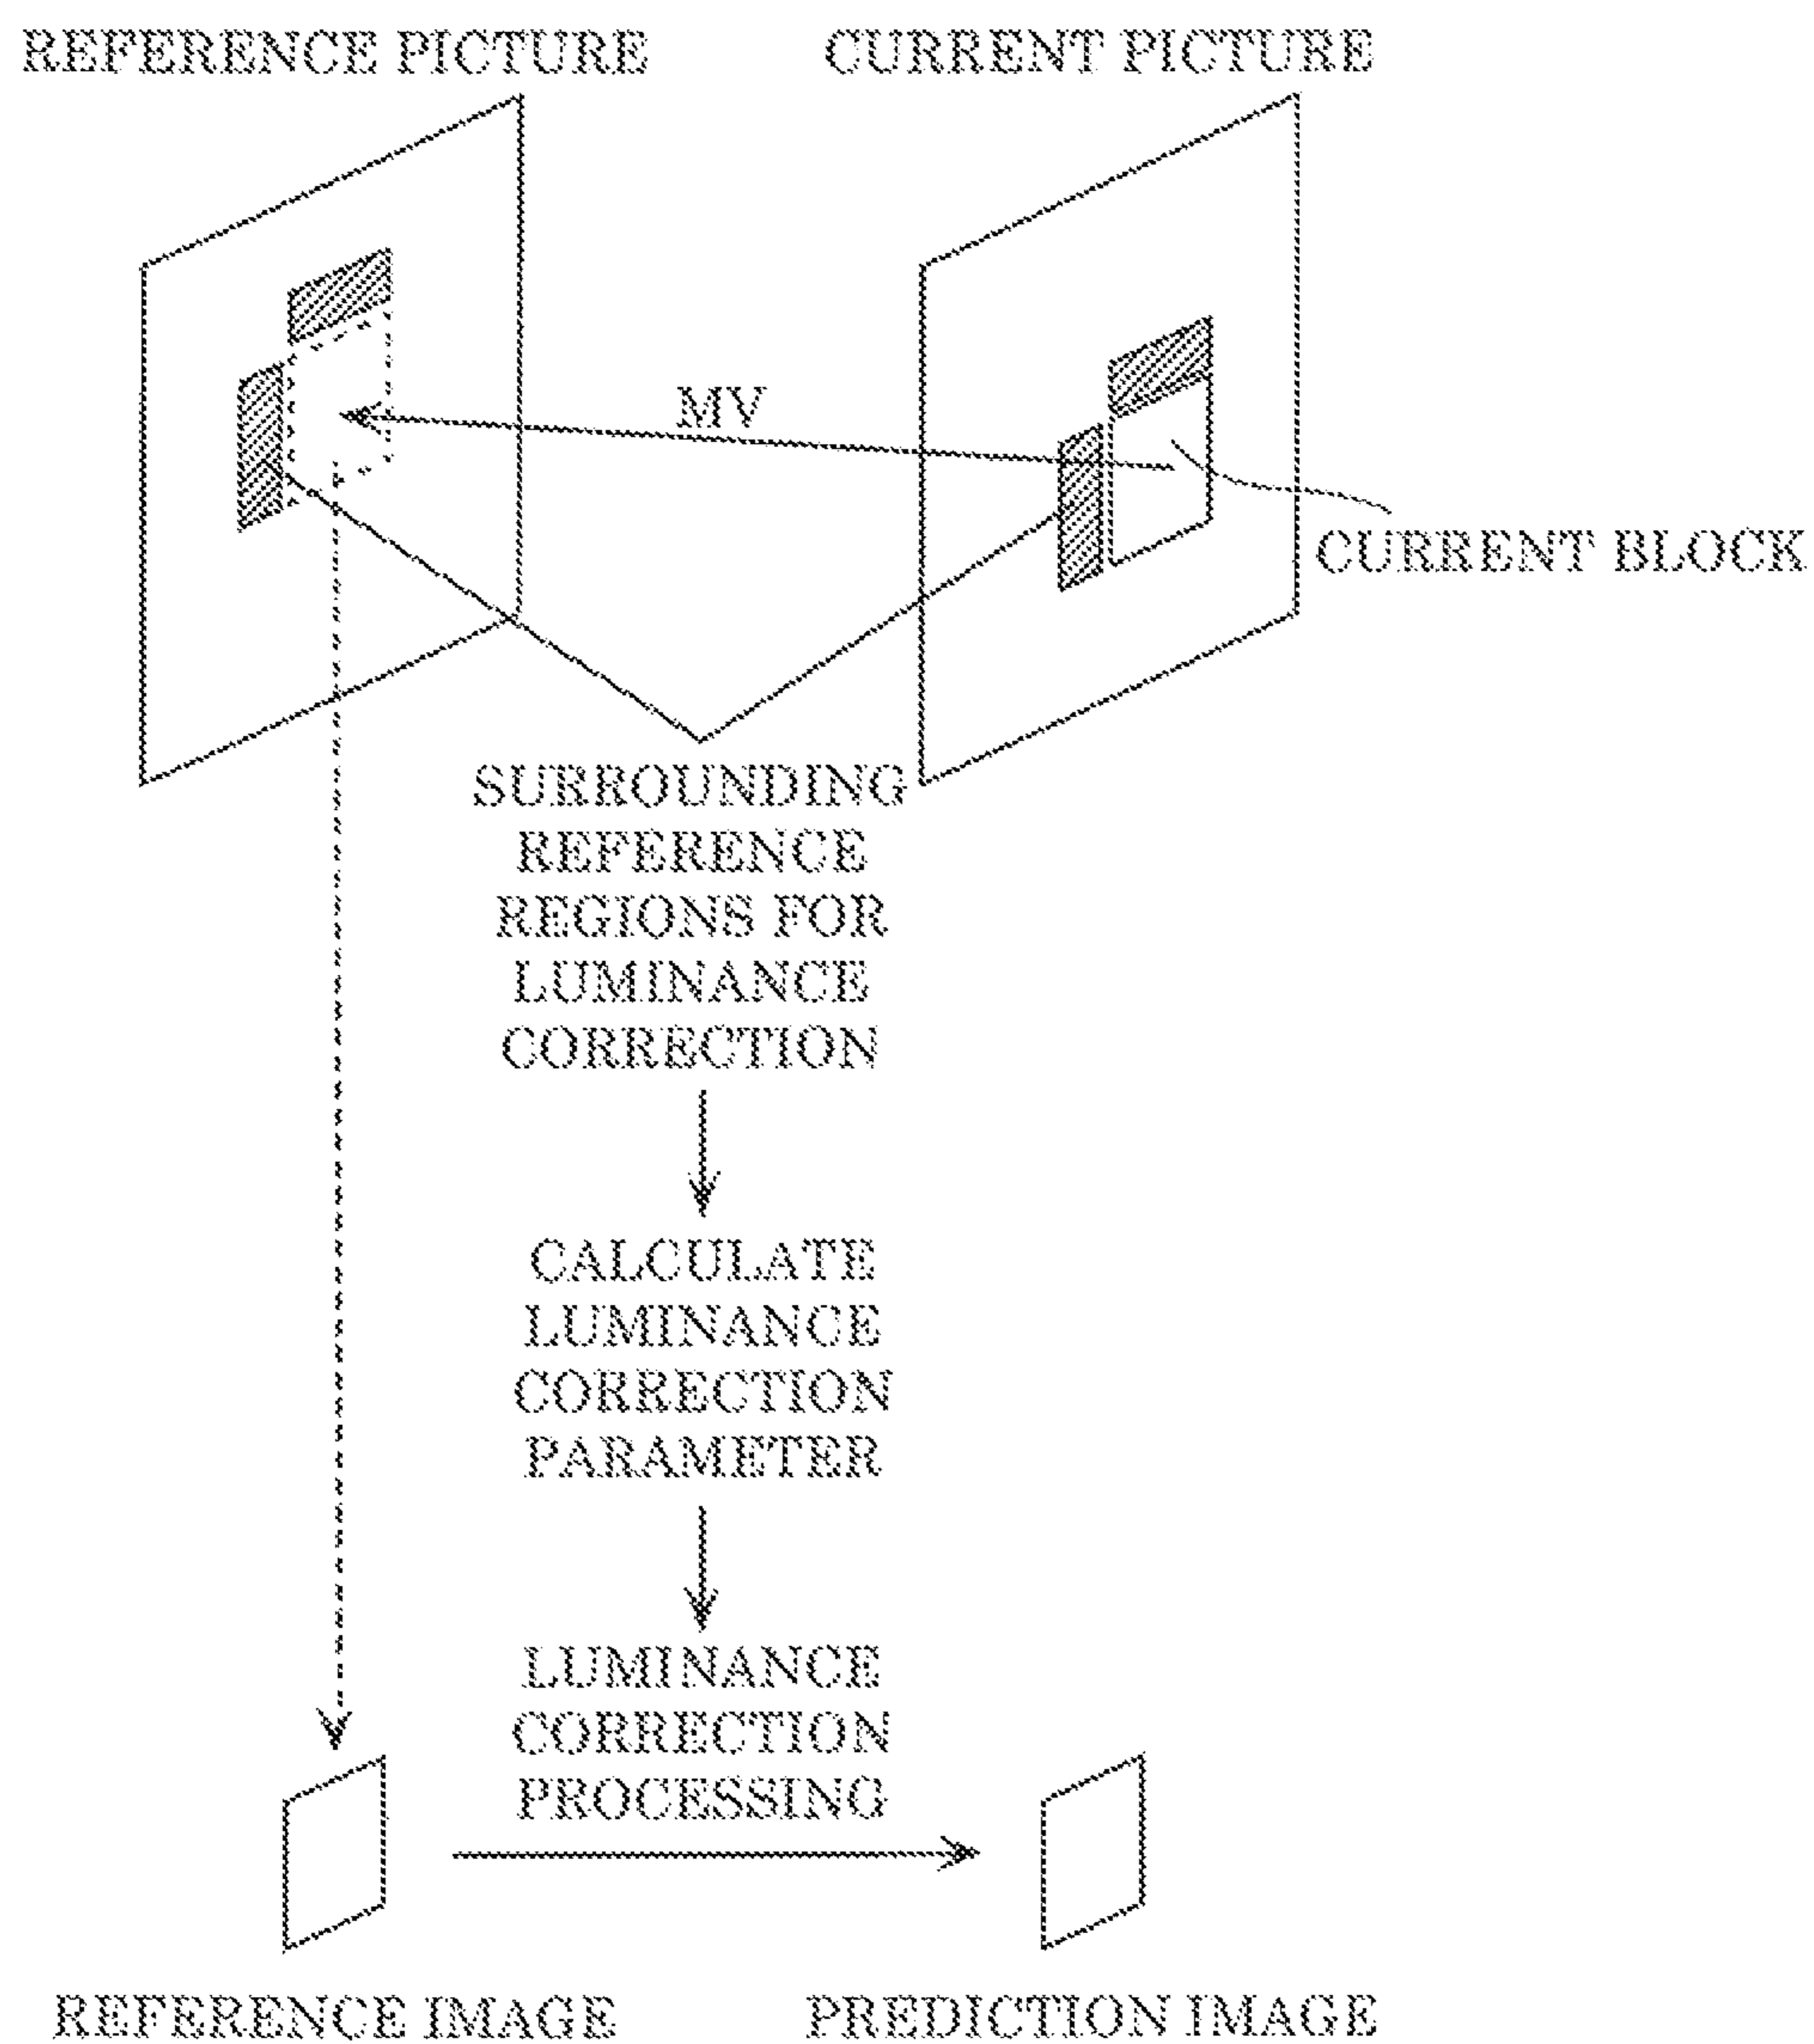 REFERENCE PICTURE
CURRENT PICTURE
MV
CURRENT BLOCK
SURROUNDING
REFERENCE
REGIONS FOR
LUMINANCE
CORRECTION
CALCULATE
LUMINANCE
CORRECTION
PARAMETER
LUMINANCE
CORRECTION
PROCESSING
REFERENCE IMAGE
PREDICTION IMAGE